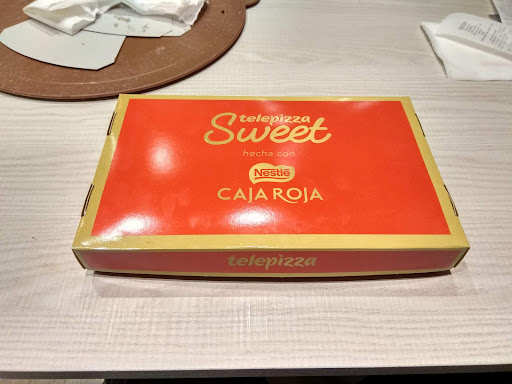 telepizza
Sweet
hecha con
Nestlé
CAJA ROJA
telepizza